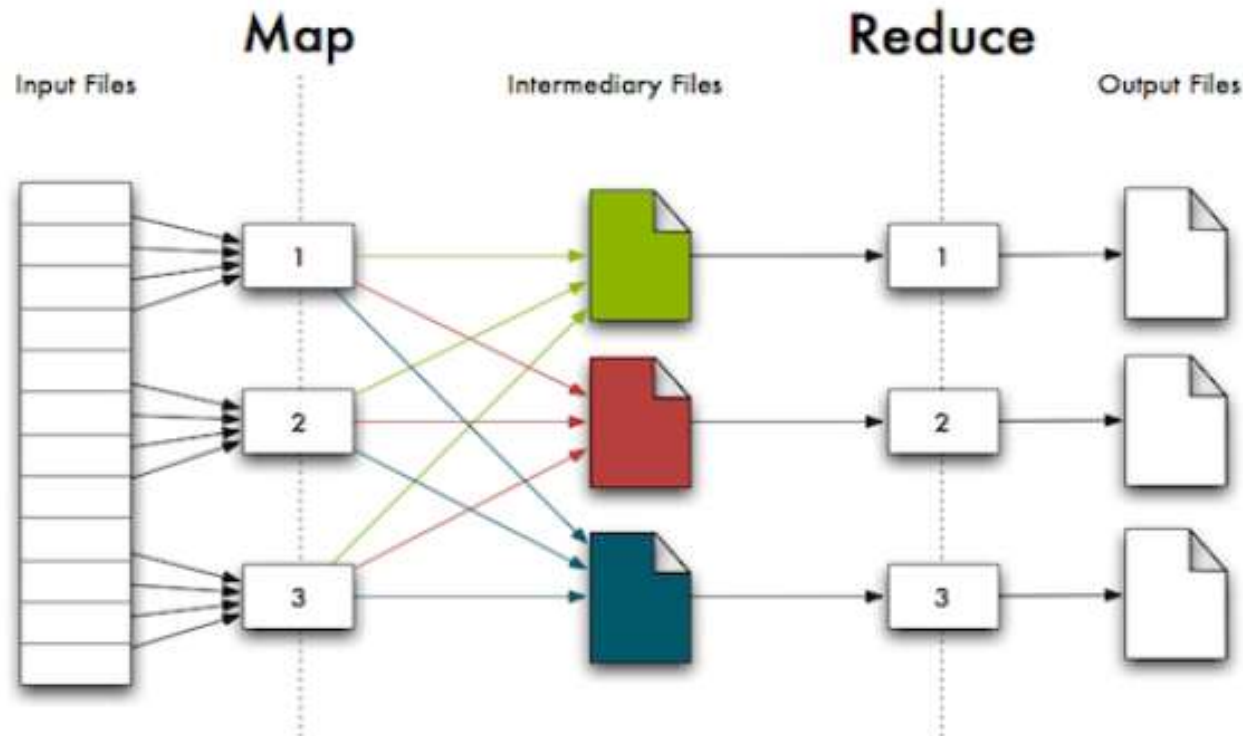 Map
Reduce
Input Files
Intermediary Files
Output Files
1
1
2
2
3
3